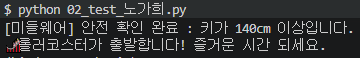 $ python 02_test_노가희.py
[미들웨어] 안전 확인 완료 : 키가 140cm 이상입니다.
🎢롤러코스터가 출발합니다! 즐거운 시간 되세요.